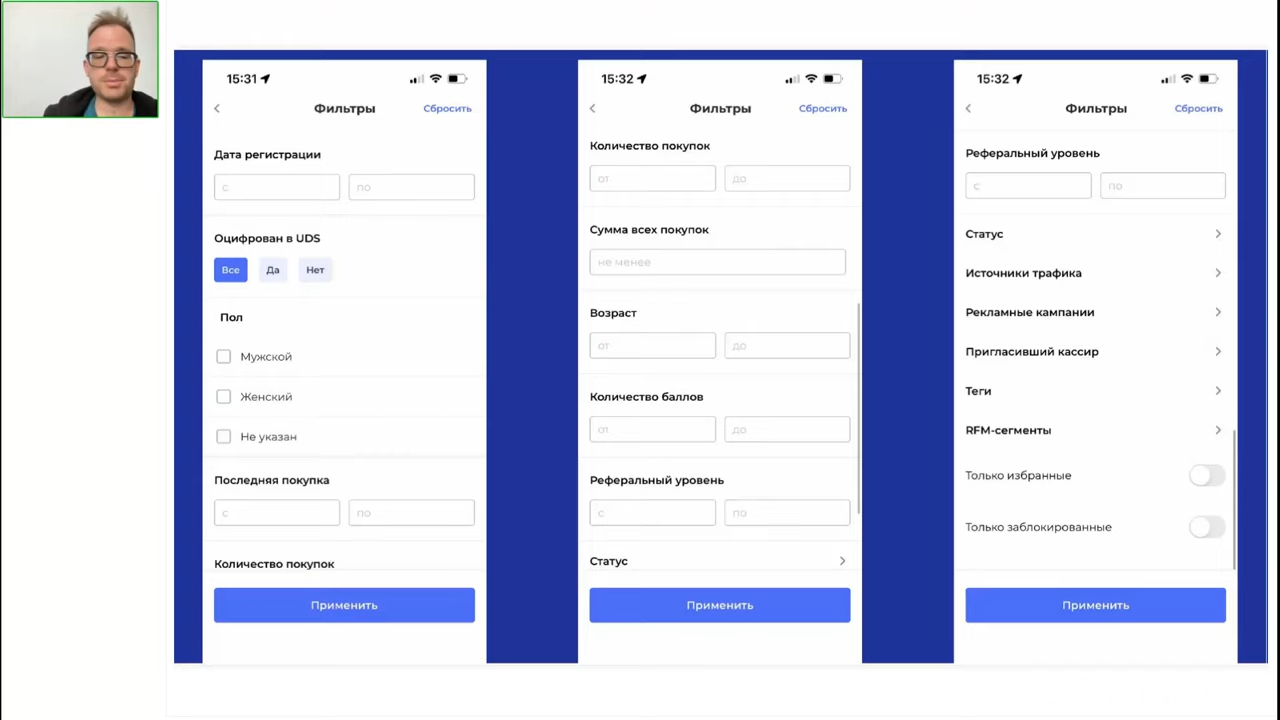 15:31
Фильтры
Сбросить
Дата регистрации
с
по
Оцифрован в UDS
Все
Да
Нет
Пол
Мужской
Женский
Не указан
Последняя покупка
с
по
Количество покупок
Применить
15:32
Фильтры
Сбросить
Количество покупок
от
до
Сумма всех покупок
не менее
Возраст
от
до
Количество баллов
от
до
Реферальный уровень
с
по
Статус
Применить
15:32
Фильтры
Сбросить
Реферальный уровень
с
по
Статус
Источники трафика
Рекламные кампании
Пригласивший кассир
Теги
RFM-сегменты
Только избранные
Только заблокированные
Применить